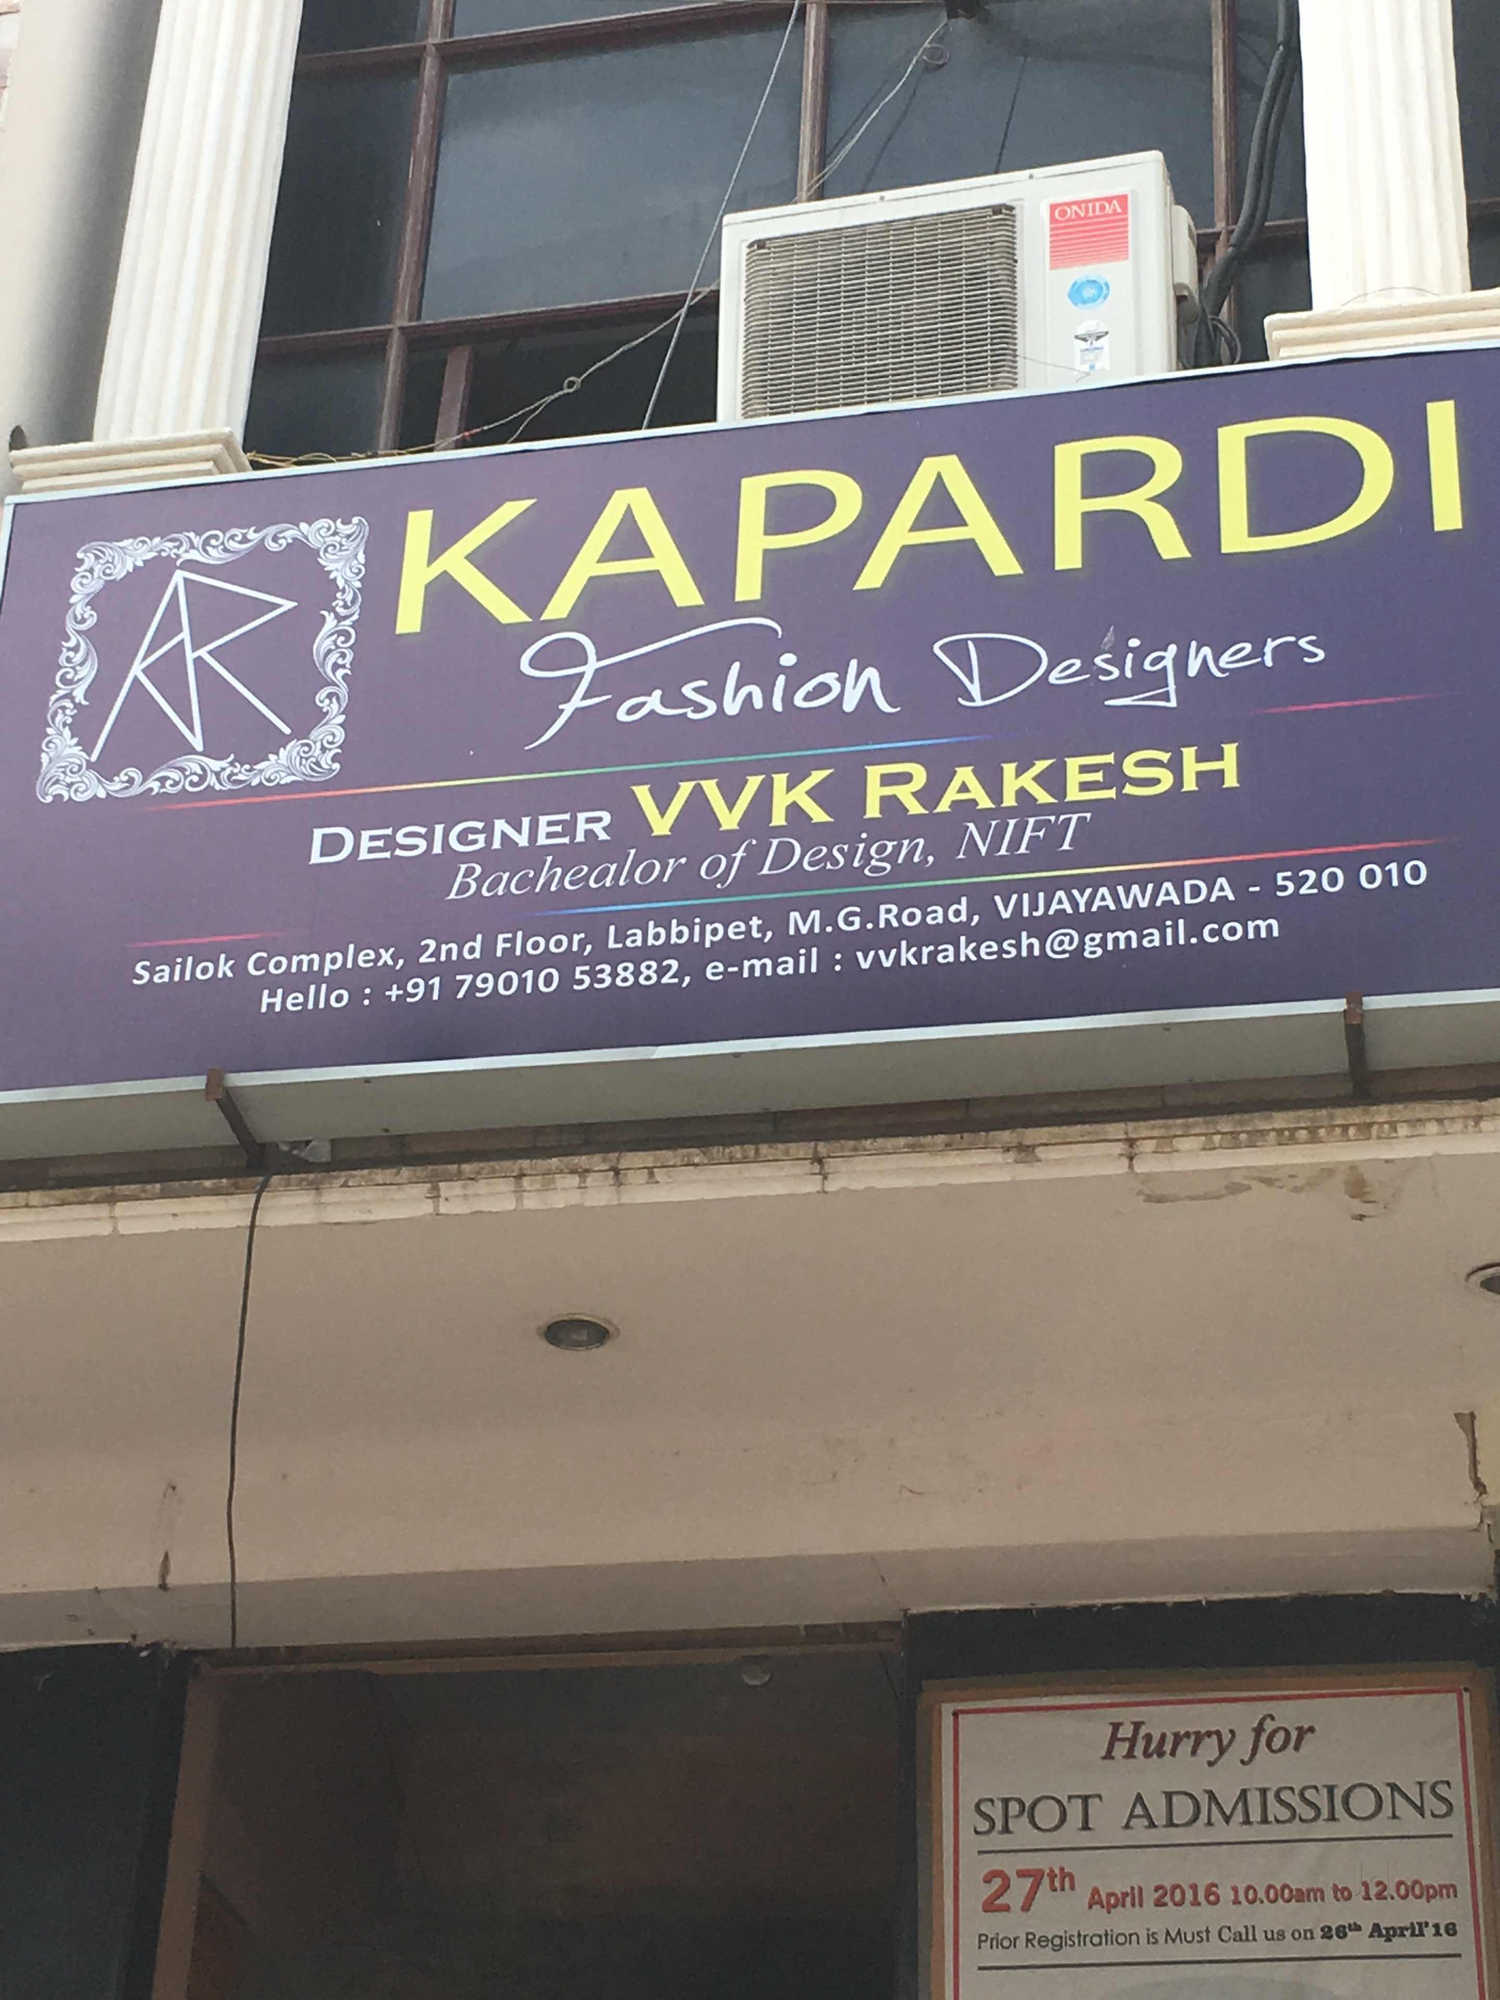 ONIDA
KAPARDI
Fashion Designers
DESIGNER VVK RAKESH
Bachealor of Design, NIFT
Sailok Complex, 2nd Floor, Labbipet, M.G.Road, VIJAYAWADA - 520 010
Hello : +91 79010 53882, e-mail : vvkrakesh@gmail.com
Hurry for
SPOT ADMISSIONS
27th April 2016 10.00am to 12.00pm
Prior Registration is Must Call us on 26th April'16